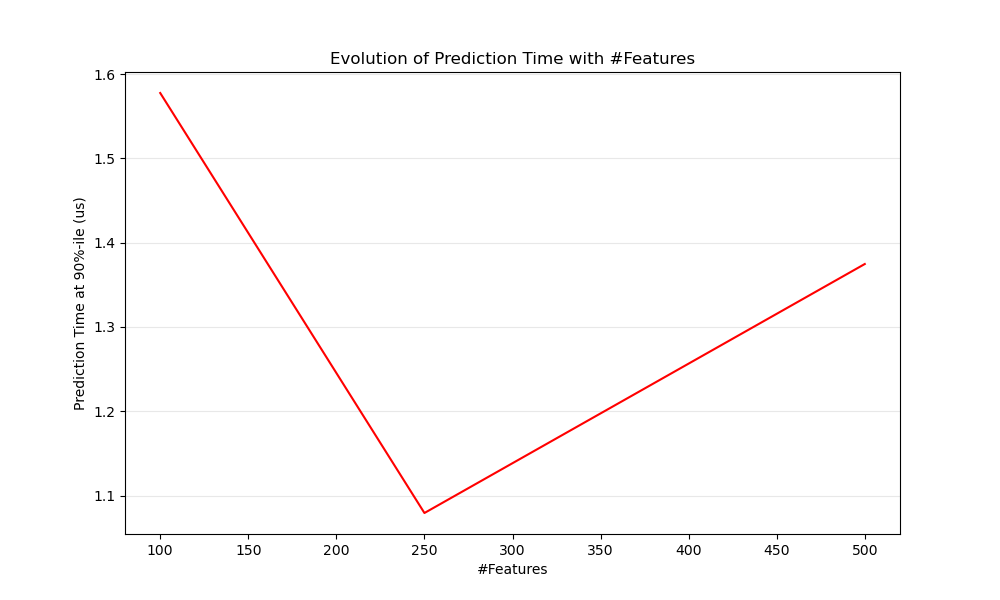 Evolution of Prediction Time with #Features
1.6
1.5
1.4
1.3
1.2
1.1
Prediction Time at 90%-ile (us)
100 150 200 250 300 350 400 450 500
#Features